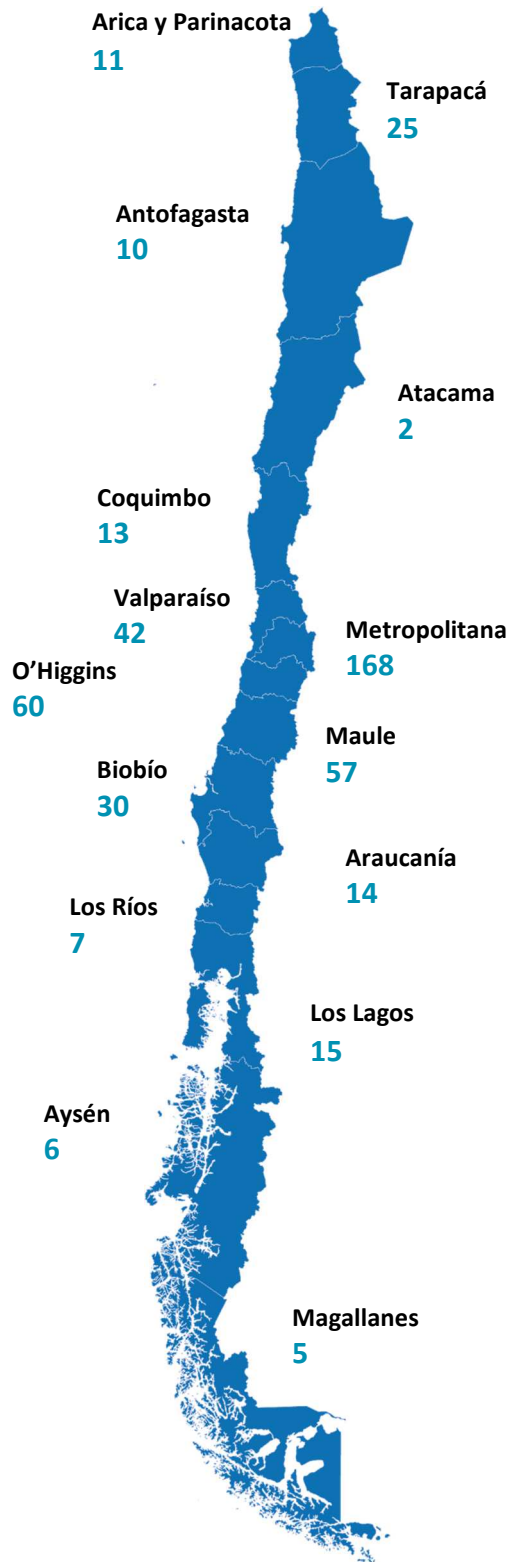 Arica y Parinacota
11
Tarapacá
25
Antofagasta
10
Atacama
2
Coquimbo
13
Valparaíso
42
Metropolitana
168
O’Higgins
60
Maule
57
Biobío
30
Araucanía
14
Los Ríos
7
Los Lagos
15
Aysén
6
Magallanes
5